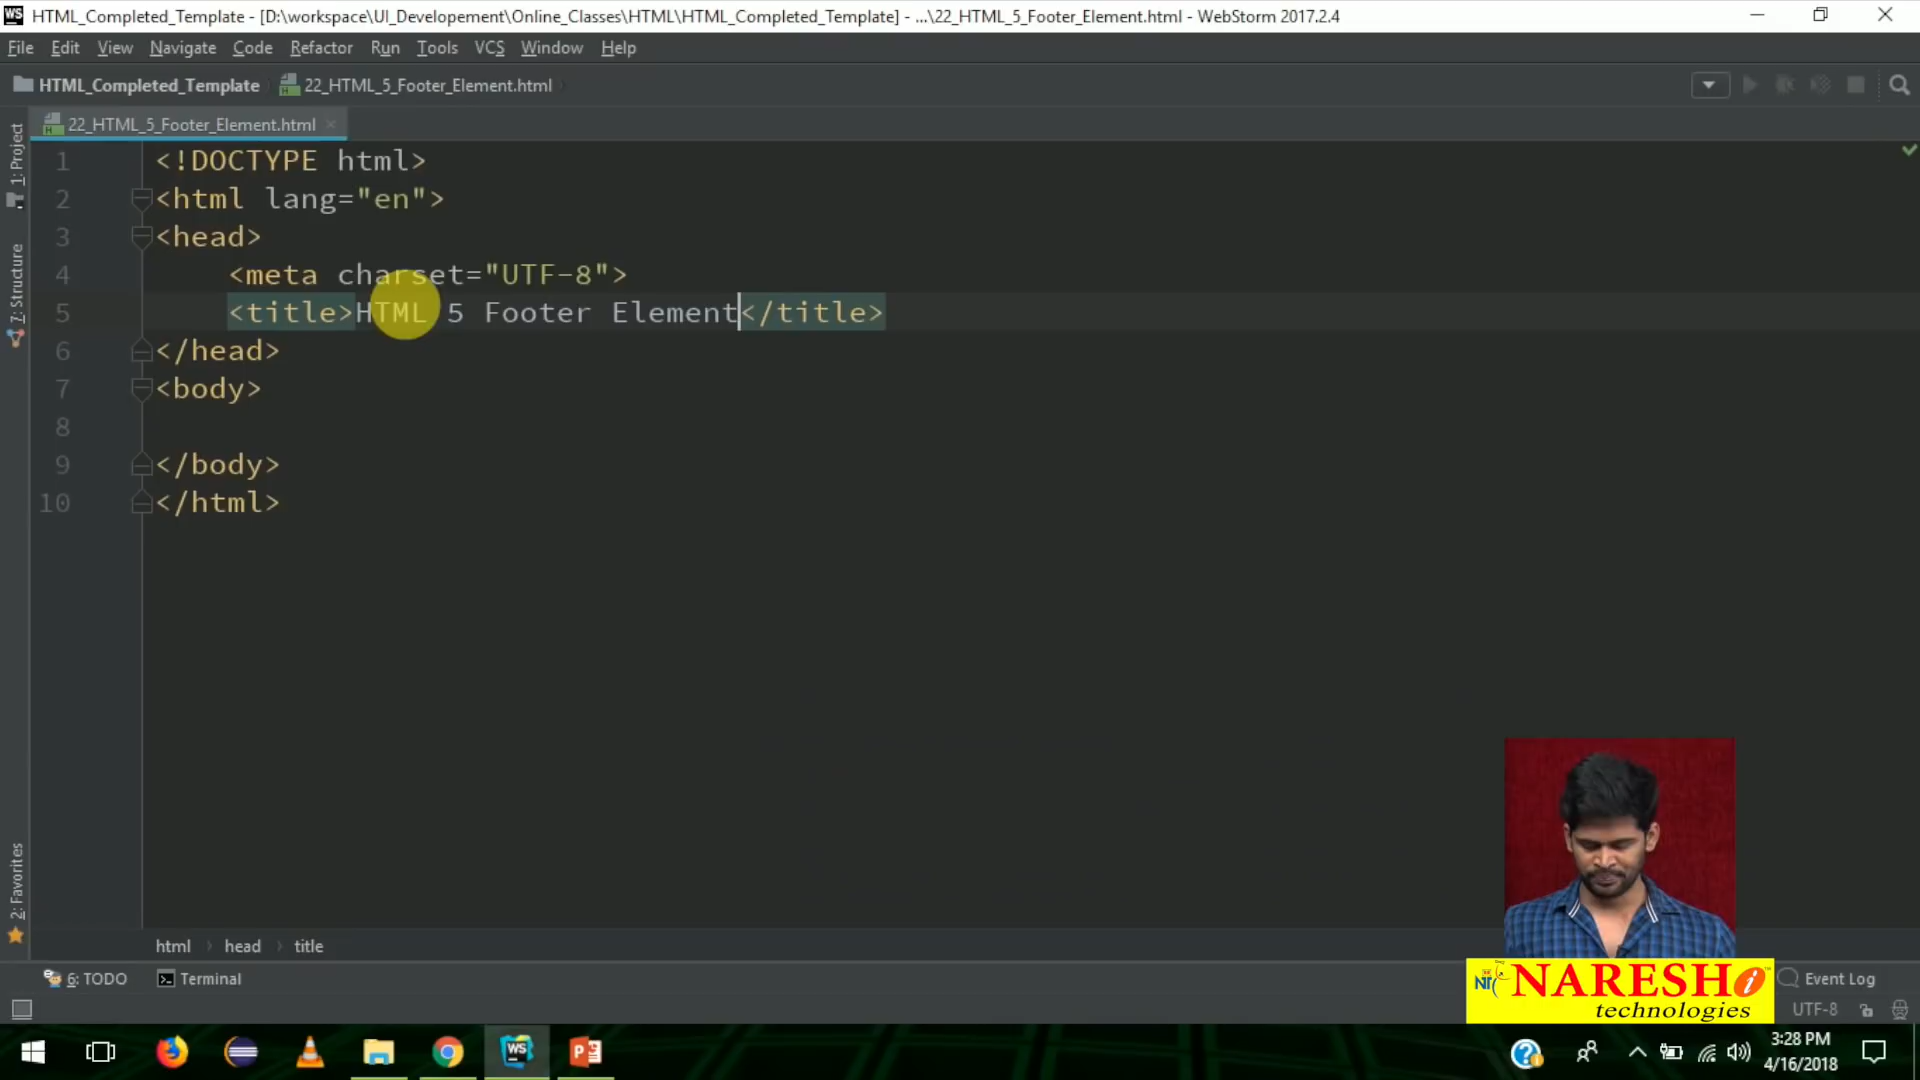 HTML_Completed_Template - [D:\workspace\UI_Developement\Online_Classes\HTML\HTML_Completed_Template] - ...\22_HTML_5_Footer_Element.html - WebStorm 2017.2.4
File Edit View Navigate Code Refactor Run Tools VCS Window Help
HTML_Completed_Template 22_HTML_5_Footer_Element.html
22_HTML_5_Footer_Element.html
1 <!DOCTYPE html>
2 <html lang="en">
3 <head>
4 <meta charset="UTF-8">
5 <title>HTML 5 Footer Element</title>
6 </head>
7 <body>
8
9 </body>
10 </html>
1: Project
7: Structure
2: Favorites
html head title
6: TODO Terminal Event Log
NARESH i
technologies
UTF-8
3:28 PM
4/16/2018